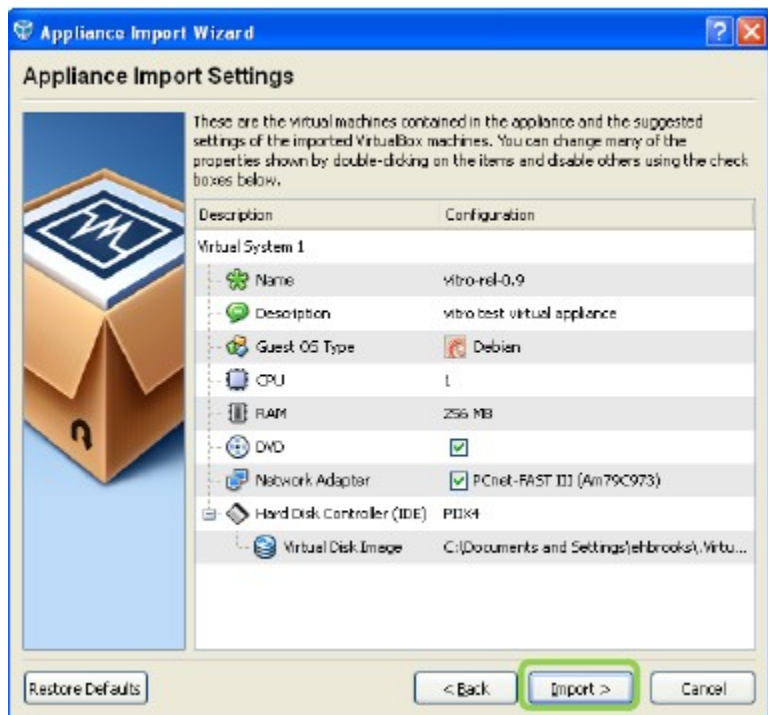 Appliance Import Wizard
Appliance Import Settings
These are the virtual machines contained in the appliance and the suggested
settings of the imported VirtualBox machines. You can change many of the
properties shown by double-clicking on the items and disable others using the check
boxes below.
Description Configuration
Virtual System 1
Name vitro-rel-0.9
Description vitro test virtual appliance
Guest OS Type Debian
CPU 1
RAM 256 MB
DVD
Network Adapter PCnet-FAST III (Am79C973)
Hard Disk Controller (IDE) PIIX4
Virtual Disk Image C:\Documents and Settings\ehbrooks\.Virtu...
Restore Defaults < Back Import > Cancel